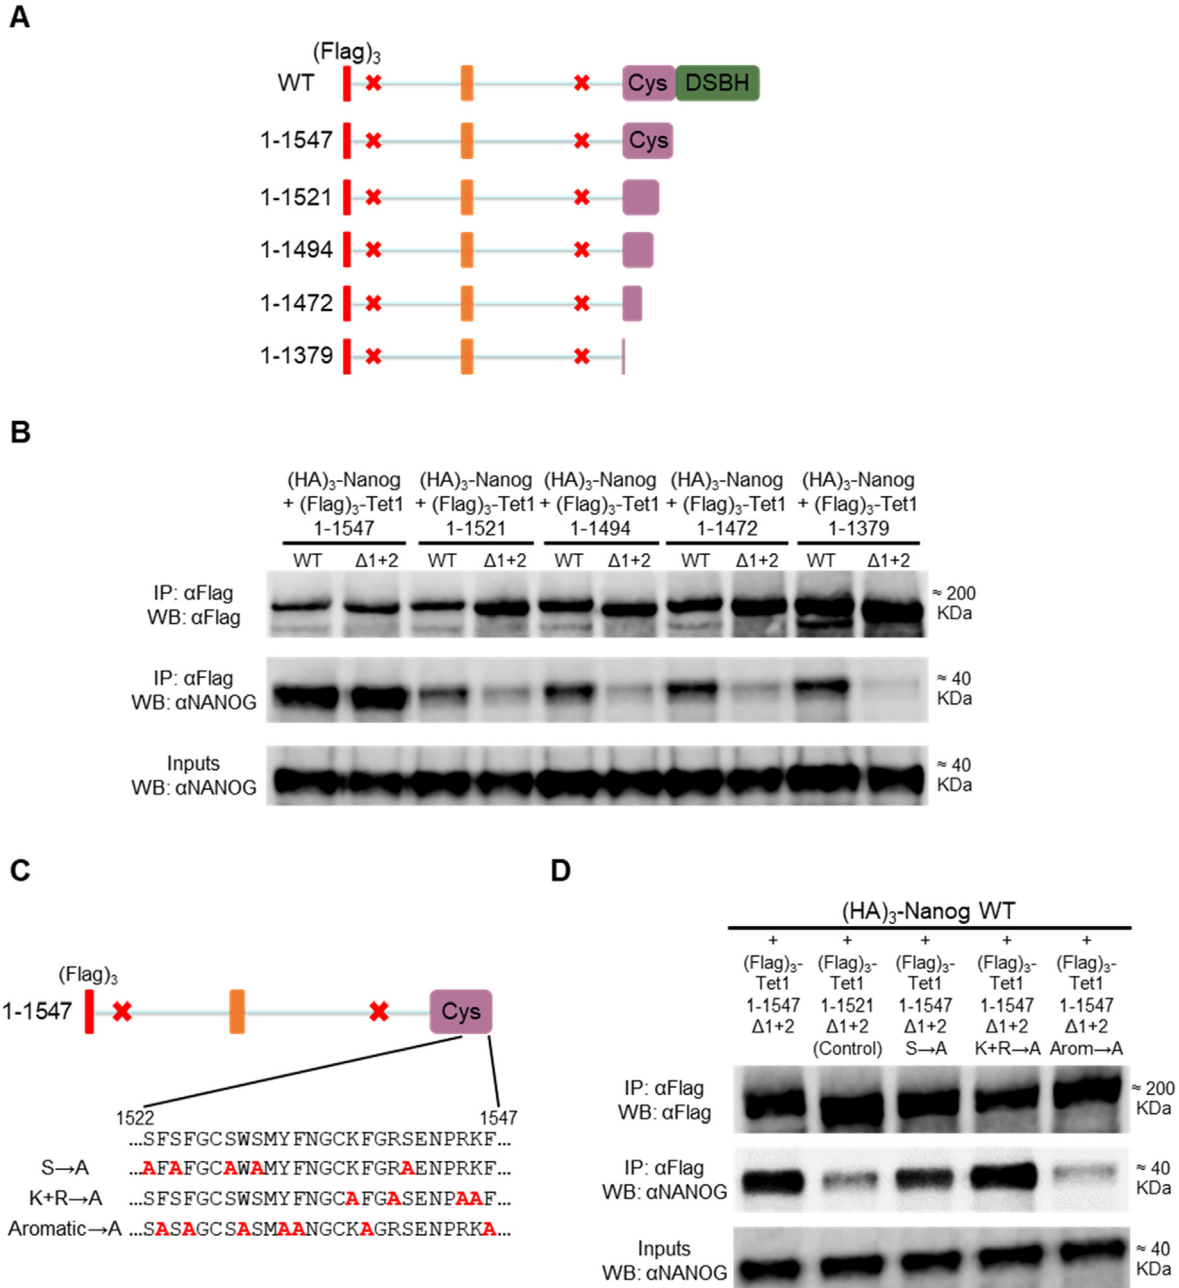 A
(Flag)₃
WT Cys DSBH
1-1547 Cys
1-1521
1-1494
1-1472
1-1379
B
(HA)₃-Nanog (HA)₃-Nanog (HA)₃-Nanog (HA)₃-Nanog (HA)₃-Nanog
+ (Flag)₃-Tet1 + (Flag)₃-Tet1 + (Flag)₃-Tet1 + (Flag)₃-Tet1 + (Flag)₃-Tet1
1-1547 1-1521 1-1494 1-1472 1-1379
WT Δ1+2 WT Δ1+2 WT Δ1+2 WT Δ1+2 WT Δ1+2
IP: αFlag ≈ 200
WB: αFlag KDa
IP: αFlag ≈ 40
WB: αNANOG KDa
Inputs ≈ 40
WB: αNANOG KDa
C
(Flag)₃
1-1547 Cys
1522 1547
...SFSFGCSWSMYFNGCKFGRSENPRKF...
S→A ...AFAFGCAWAMYFNGCKFGRAENPRKF...
K+R→A ...SFSFGCSWSMYFNGCAFGASENPAAF...
Aromatic→A ...SASAGCSASMAANGCKAGRSENPRKA...
D
(HA)₃-Nanog WT
+ + + + +
(Flag)₃- (Flag)₃- (Flag)₃- (Flag)₃- (Flag)₃-
Tet1 Tet1 Tet1 Tet1 Tet1
1-1547 1-1521 1-1547 1-1547 1-1547
Δ1+2 Δ1+2 Δ1+2 Δ1+2 Δ1+2
(Control) S→A K+R→A Arom→A
IP: αFlag ≈ 200
WB: αFlag KDa
IP: αFlag ≈ 40
WB: αNANOG KDa
Inputs ≈ 40
WB: αNANOG KDa